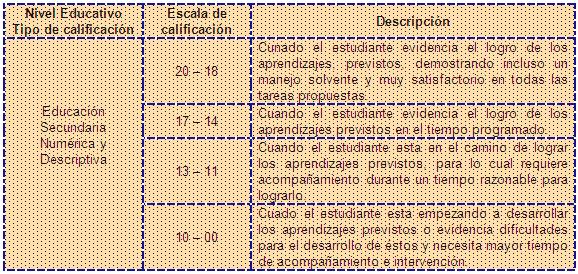 Nivel Educativo
Tipo de calificación
Escala de
calificación
Descripción
Educación
Secundaria
Numérica y
Descriptiva
20 – 18
Cunado el estudiante evidencia el logro de los
aprendizajes previstos, demostrando incluso un
manejo solvente y muy satisfactorio en todas las
tareas propuestas.
17 – 14
Cuando el estudiante evidencia el logro de los
aprendizajes previstos en el tiempo programado.
13 – 11
Cuando el estudiante esta en el camino de lograr
los aprendizajes previstos, para lo cual requiere
acompañamiento durante un tiempo razonable para
lograrlo.
10 – 00
Cuado el estudiante esta empezando a desarrollar
los aprendizajes previstos o evidencia dificultades
para el desarrollo de éstos y necesita mayor tiempo
de acompañamiento e intervención.